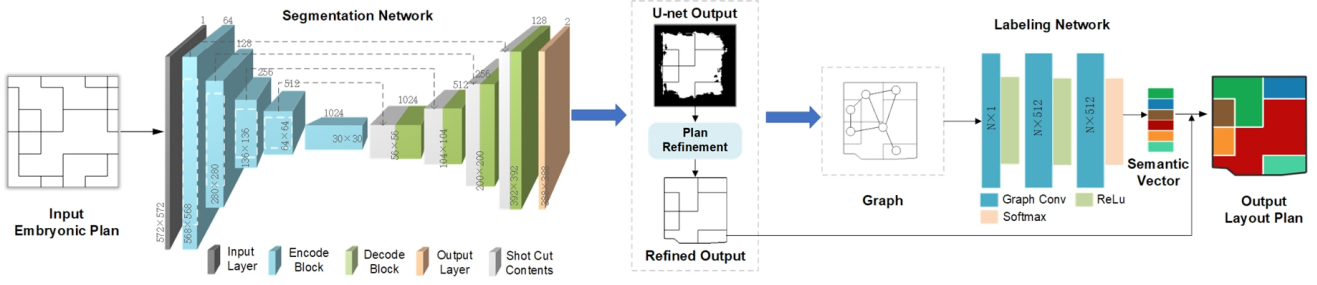 Segmentation Network
Input
Embryonic Plan
1
64
128
256
512
1024
1024
512
256
128
2
572×572
568×568
280×280
136×136
64×64
30×30
56×56
104×104
200×200
392×392
388×388
Input
Layer
Encode
Block
Decode
Block
Output
Layer
Shot Cut
Contents
U-net Output
Plan
Refinement
Refined Output
Graph
Labeling Network
N×1
N×512
N×512
Graph Conv
ReLu
Softmax
Semantic
Vector
Output
Layout Plan